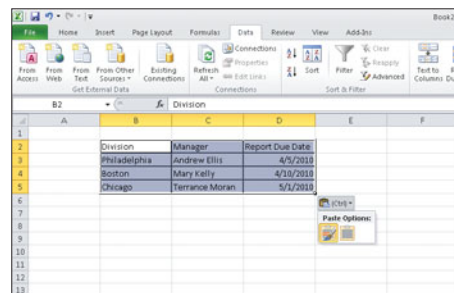 Book2
File Home Insert Page Layout Formulas Data Review View Add-Ins
From Access From Web From Text From Other Sources Existing Connections Refresh All Connections Properties Edit Links Sort Filter Clear Reapply Advanced Text to Columns
Get External Data Connections Sort & Filter
B2 fx Division
A B C D E F
1
2 Division Manager Report Due Date
3 Philadelphia Andrew Ellis 4/5/2010
4 Boston Mary Kelly 4/10/2010
5 Chicago Terrance Moran 5/1/2010
6 (Ctrl)
7 Paste Options:
8
9
10
11
12
13